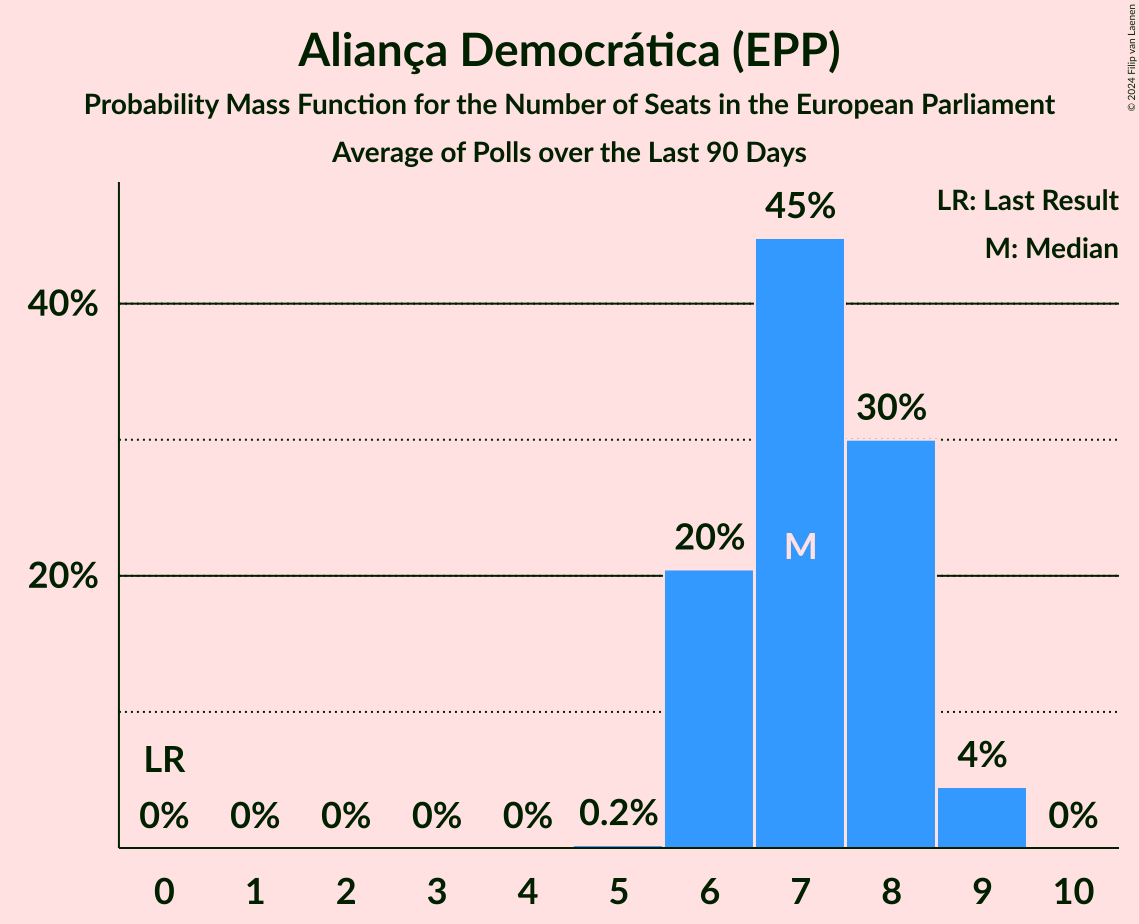 Aliança Democrática (EPP)
Probability Mass Function for the Number of Seats in the European Parliament
Average of Polls over the Last 90 Days
© 2024 Filip van Laenen
LR: Last Result
M: Median
45%
40%
30%
20%
M
20%
LR
4%
0% 0% 0% 0% 0% 0.2% 0%
0 1 2 3 4 5 6 7 8 9 10